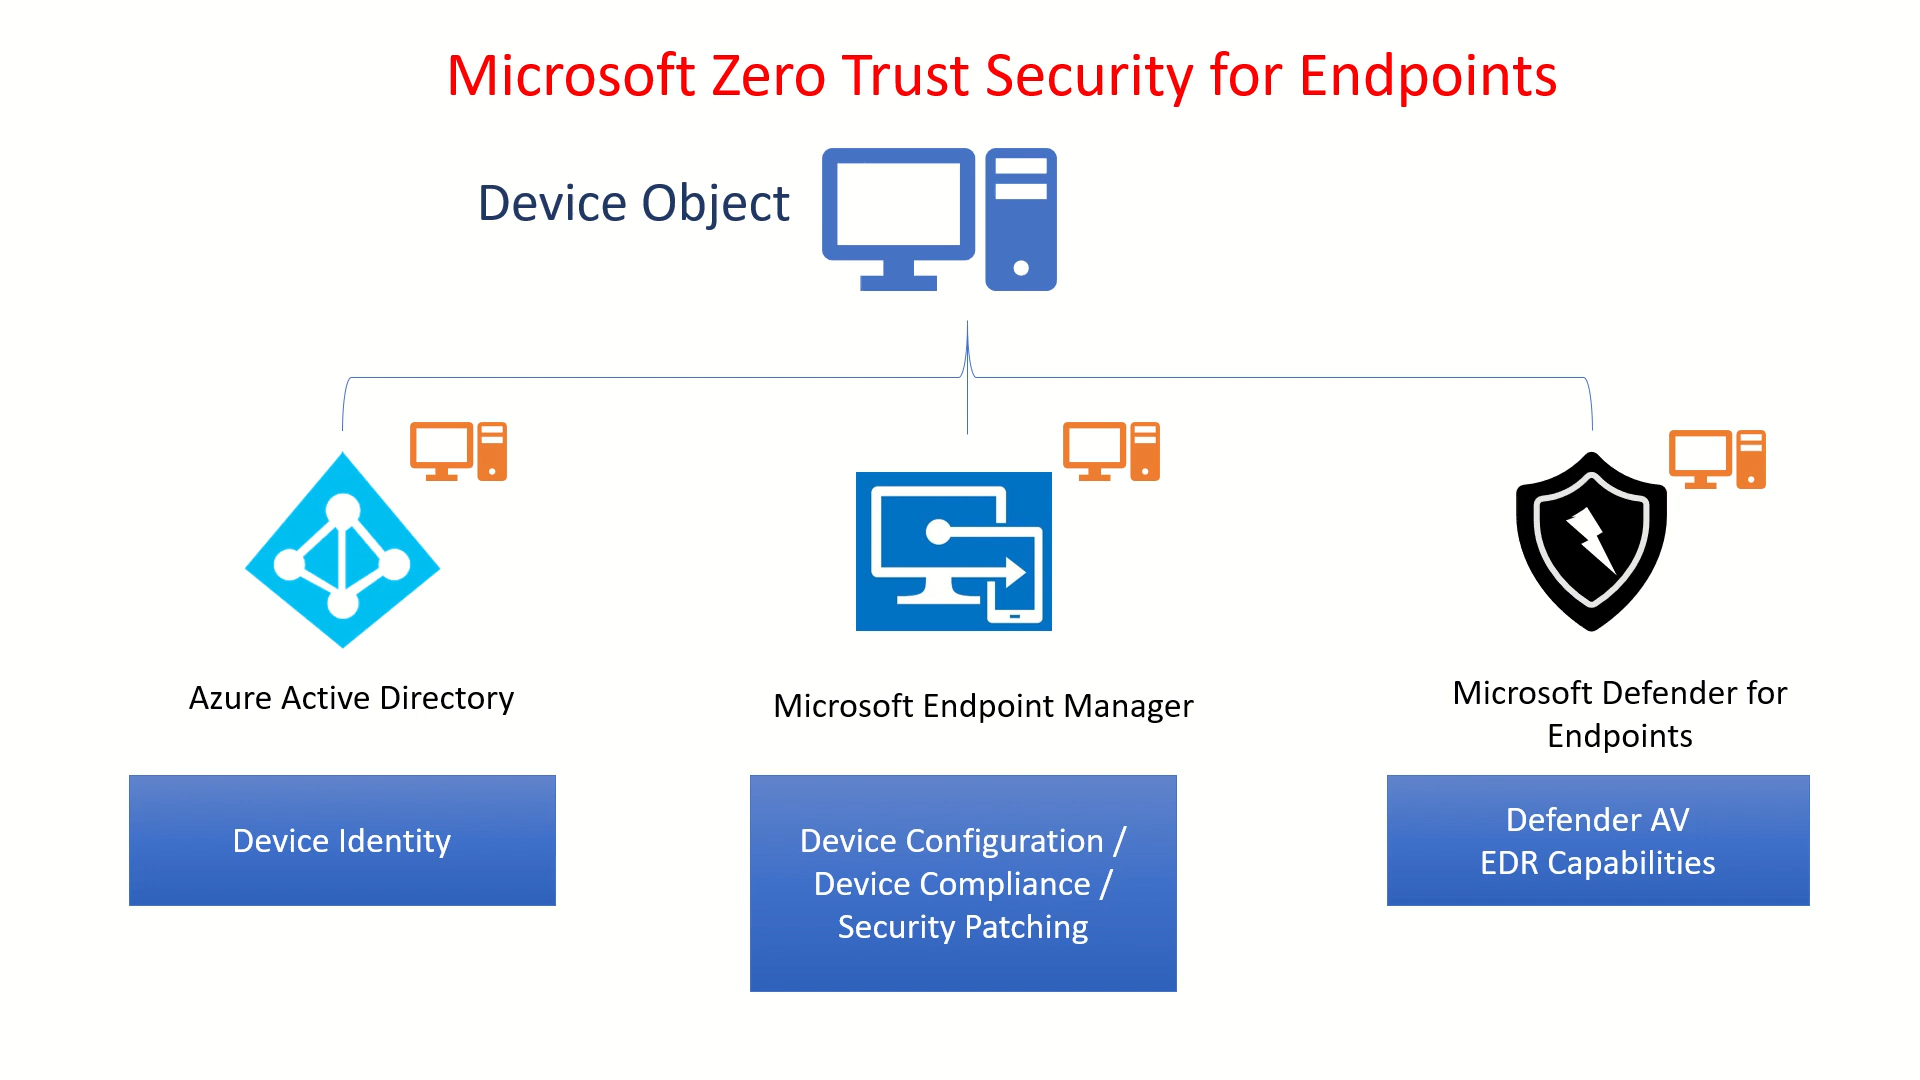 Microsoft Zero Trust Security for Endpoints
Device Object
Azure Active Directory
Microsoft Endpoint Manager
Microsoft Defender for
Endpoints
Device Identity
Device Configuration /
Device Compliance /
Security Patching
Defender AV
EDR Capabilities